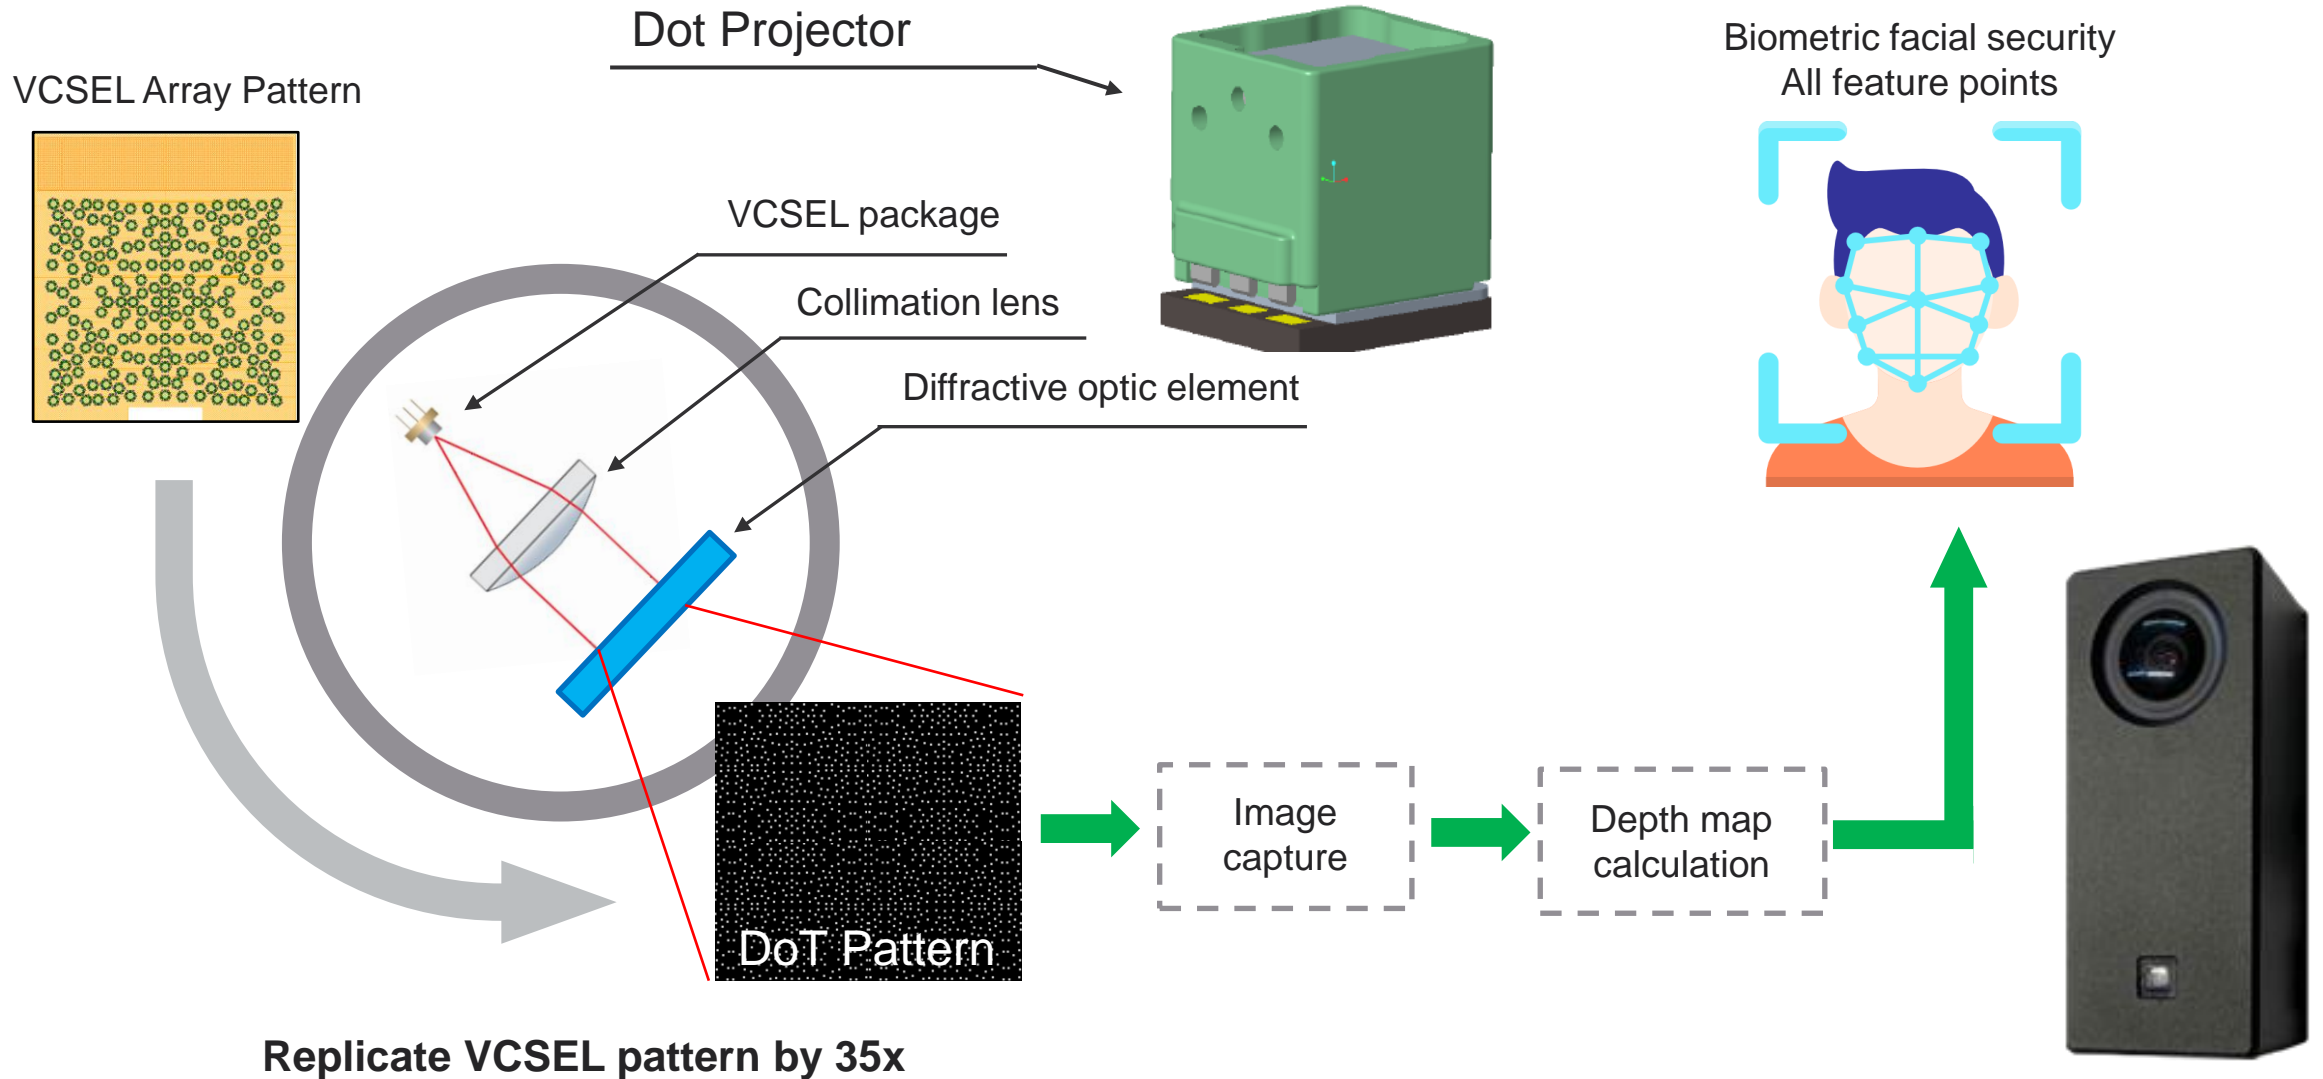 Dot Projector
Biometric facial security
All feature points
VCSEL Array Pattern
VCSEL package
Collimation lens
Diffractive optic element
Image
capture
Depth map
calculation
DoT Pattern
Replicate VCSEL pattern by 35x